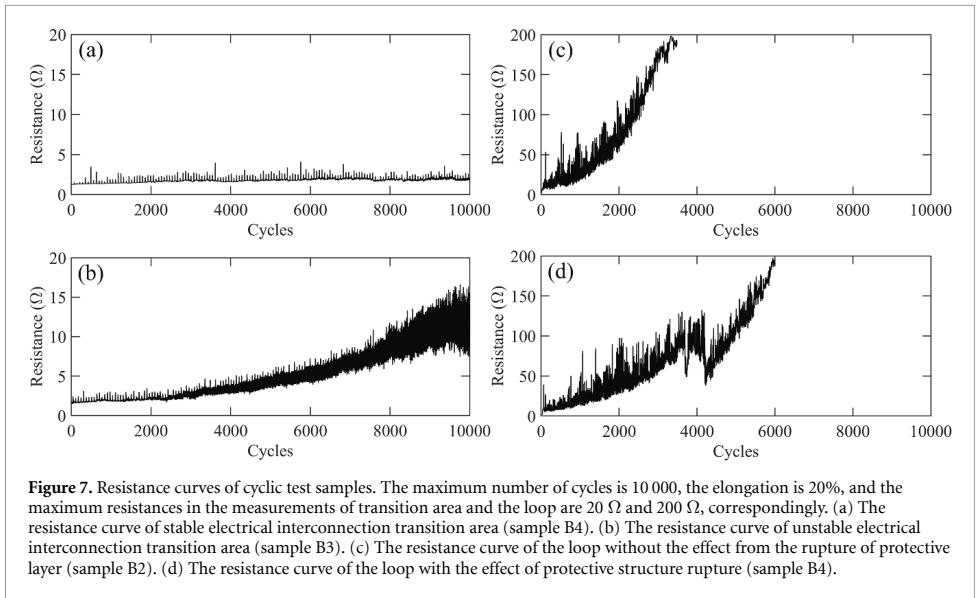 (a)
20
15
10
5
0
Resistance (Ω)
0 2000 4000 6000 8000 10000
Cycles
(c)
200
150
100
50
0
Resistance (Ω)
0 2000 4000 6000 8000 10000
Cycles
(b)
20
15
10
5
0
Resistance (Ω)
0 2000 4000 6000 8000 10000
Cycles
(d)
200
150
100
50
0
Resistance (Ω)
0 2000 4000 6000 8000 10000
Cycles
Figure 7. Resistance curves of cyclic test samples. The maximum number of cycles is 10 000, the elongation is 20%, and the
maximum resistances in the measurements of transition area and the loop are 20 Ω and 200 Ω, correspondingly. (a) The
resistance curve of stable electrical interconnection transition area (sample B4). (b) The resistance curve of unstable electrical
interconnection transition area (sample B3). (c) The resistance curve of the loop without the effect from the rupture of protective
layer (sample B2). (d) The resistance curve of the loop with the effect of protective structure rupture (sample B4).